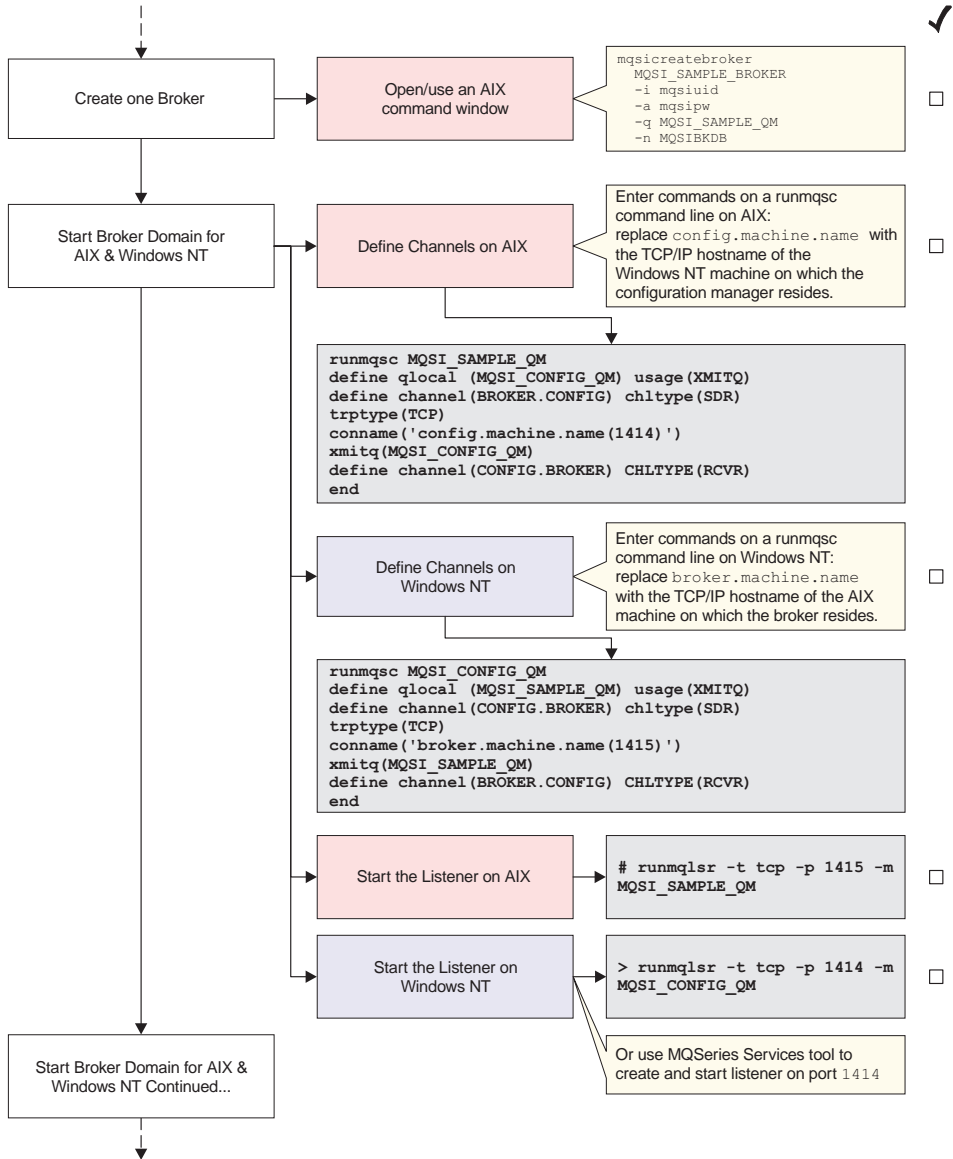 Create one Broker
Open/use an AIX
command window
mqsicreatebroker
MQSI_SAMPLE_BROKER
-i mqsiuid
-a mqsipw
-q MQSI_SAMPLE_QM
-n MQSIBKDB
Start Broker Domain for
AIX & Windows NT
Define Channels on AIX
Enter commands on a runmqsc
command line on AIX:
replace config.machine.name with
the TCP/IP hostname of the
Windows NT machine on which the
configuration manager resides.
runmqsc MQSI_SAMPLE_QM
define qlocal (MQSI_CONFIG_QM) usage(XMITQ)
define channel(BROKER.CONFIG) chltype(SDR)
trptype(TCP)
conname('config.machine.name(1414)')
xmitq(MQSI_CONFIG_QM)
define channel(CONFIG.BROKER) CHLTYPE(RCVR)
end
Define Channels on
Windows NT
Enter commands on a runmqsc
command line on Windows NT:
replace broker.machine.name
with the TCP/IP hostname of the AIX
machine on which the broker resides.
runmqsc MQSI_CONFIG_QM
define qlocal (MQSI_SAMPLE_QM) usage(XMITQ)
define channel(CONFIG.BROKER) chltype(SDR)
trptype(TCP)
conname('broker.machine.name(1415)')
xmitq(MQSI_SAMPLE_QM)
define channel(BROKER.CONFIG) CHLTYPE(RCVR)
end
Start the Listener on AIX
# runmqlsr -t tcp -p 1415 -m
MQSI_SAMPLE_QM
Start the Listener on
Windows NT
> runmqlsr -t tcp -p 1414 -m
MQSI_CONFIG_QM
Or use MQSeries Services tool to
create and start listener on port 1414
Start Broker Domain for AIX &
Windows NT Continued...